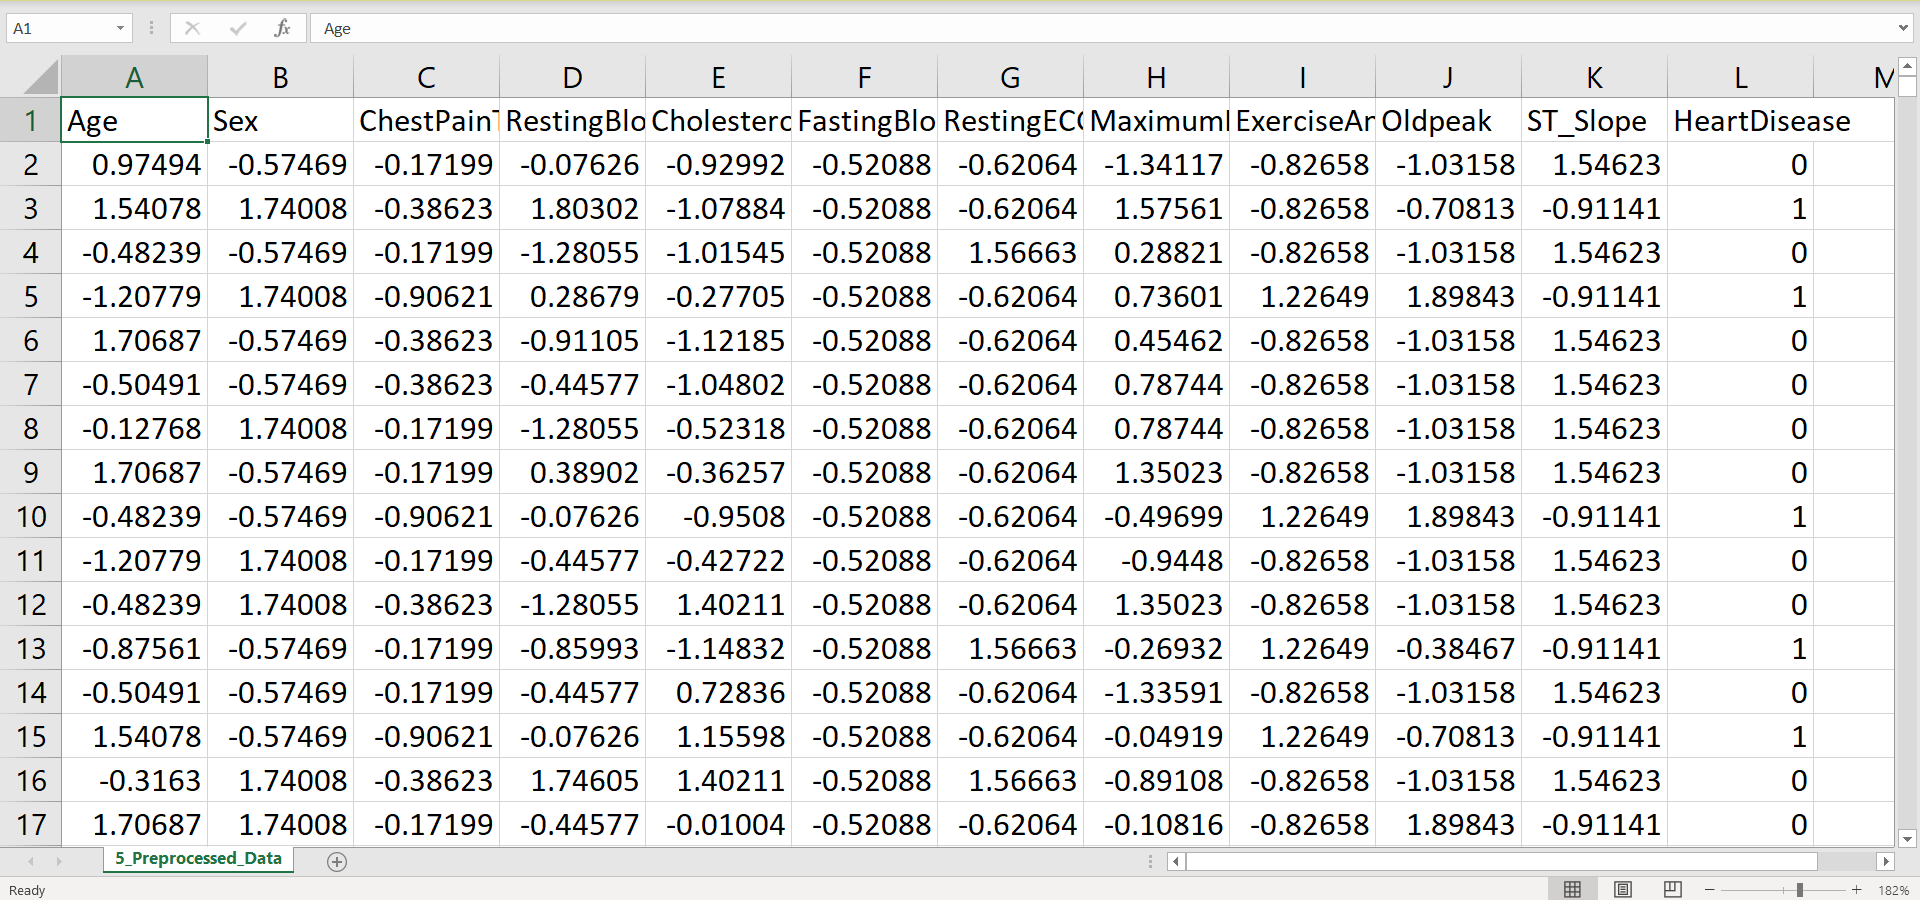 A1 fx Age
A B C D E F G H I J K L M
1 Age Sex ChestPainT RestingBlo Cholestero FastingBlo RestingECG Maximum ExerciseAn Oldpeak ST_Slope HeartDisease
2 0.97494 -0.57469 -0.17199 -0.07626 -0.92992 -0.52088 -0.62064 -1.34117 -0.82658 -1.03158 1.54623 0
3 1.54078 1.74008 -0.38623 1.80302 -1.07884 -0.52088 -0.62064 1.57561 -0.82658 -0.70813 -0.91141 1
4 -0.48239 -0.57469 -0.17199 -1.28055 -1.01545 -0.52088 1.56663 0.28821 -0.82658 -1.03158 1.54623 0
5 -1.20779 1.74008 -0.90621 0.28679 -0.27705 -0.52088 -0.62064 0.73601 1.22649 1.89843 -0.91141 1
6 1.70687 -0.57469 -0.38623 -0.91105 -1.12185 -0.52088 -0.62064 0.45462 -0.82658 -1.03158 1.54623 0
7 -0.50491 -0.57469 -0.38623 -0.44577 -1.04802 -0.52088 -0.62064 0.78744 -0.82658 -1.03158 1.54623 0
8 -0.12768 1.74008 -0.17199 -1.28055 -0.52318 -0.52088 -0.62064 0.78744 -0.82658 -1.03158 1.54623 0
9 1.70687 -0.57469 -0.17199 0.38902 -0.36257 -0.52088 -0.62064 1.35023 -0.82658 -1.03158 1.54623 0
10 -0.48239 -0.57469 -0.90621 -0.07626 -0.9508 -0.52088 -0.62064 -0.49699 1.22649 1.89843 -0.91141 1
11 -1.20779 1.74008 -0.17199 -0.44577 -0.42722 -0.52088 -0.62064 -0.9448 -0.82658 -1.03158 1.54623 0
12 -0.48239 1.74008 -0.38623 -1.28055 1.40211 -0.52088 -0.62064 1.35023 -0.82658 -1.03158 1.54623 0
13 -0.87561 -0.57469 -0.17199 -0.85993 -1.14832 -0.52088 1.56663 -0.26932 1.22649 -0.38467 -0.91141 1
14 -0.50491 -0.57469 -0.17199 -0.44577 0.72836 -0.52088 -0.62064 -1.33591 -0.82658 -1.03158 1.54623 0
15 1.54078 -0.57469 -0.90621 -0.07626 1.15598 -0.52088 -0.62064 -0.04919 1.22649 -0.70813 -0.91141 1
16 -0.3163 1.74008 -0.38623 1.74605 1.40211 -0.52088 1.56663 -0.89108 -0.82658 -1.03158 1.54623 0
17 1.70687 1.74008 -0.17199 -0.44577 -0.01004 -0.52088 -0.62064 -0.10816 -0.82658 1.89843 -0.91141 0
5_Preprocessed_Data
Ready 182%